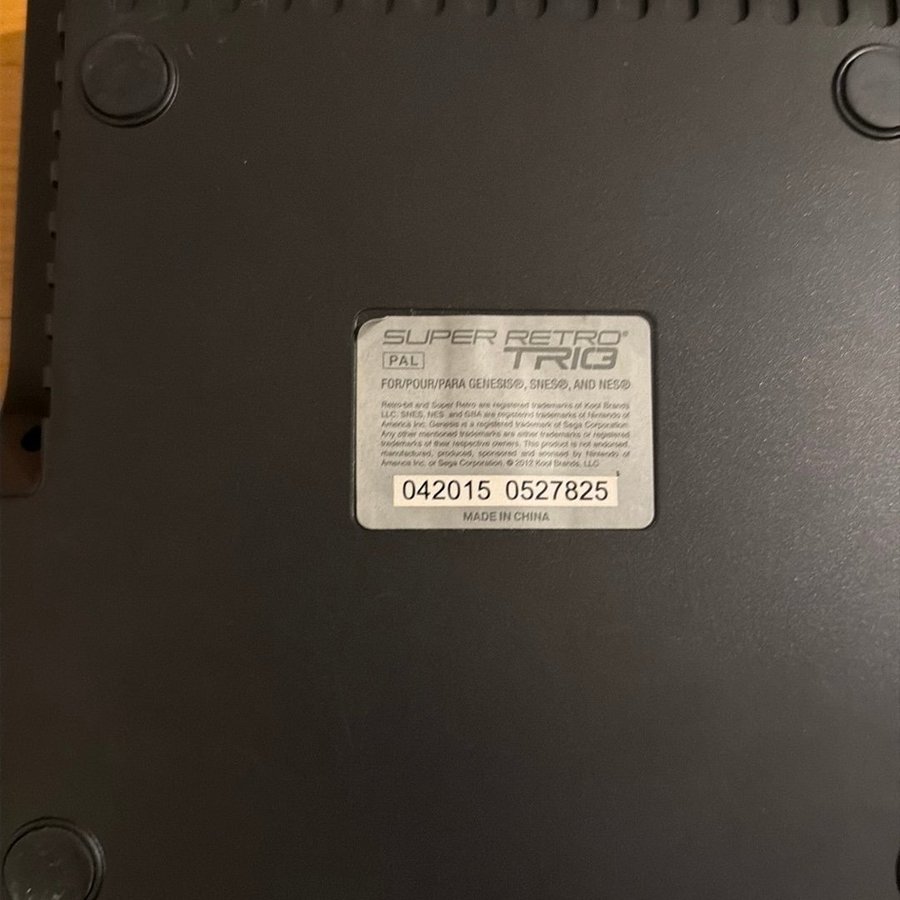 SUPER RETRO®
PAL TRIO3
FOR/POUR/PARA GENESIS®, SNES®, AND NES®
Retro-bit and Super Retro are registered trademarks of Kool Brands
LLC. SNES, NES, and GBA are registered trademarks of Nintendo of
America Inc. Genesis is a registered trademark of Sega Corporation.
Any other mentioned trademarks are either trademarks or registered
trademarks of their respective owners. This product is not endorsed,
manufactured, produced, sponsored and licensed by Nintendo of
America Inc. or Sega Corporation. © 2012 Kool Brands, LLC
042015 0527825
MADE IN CHINA